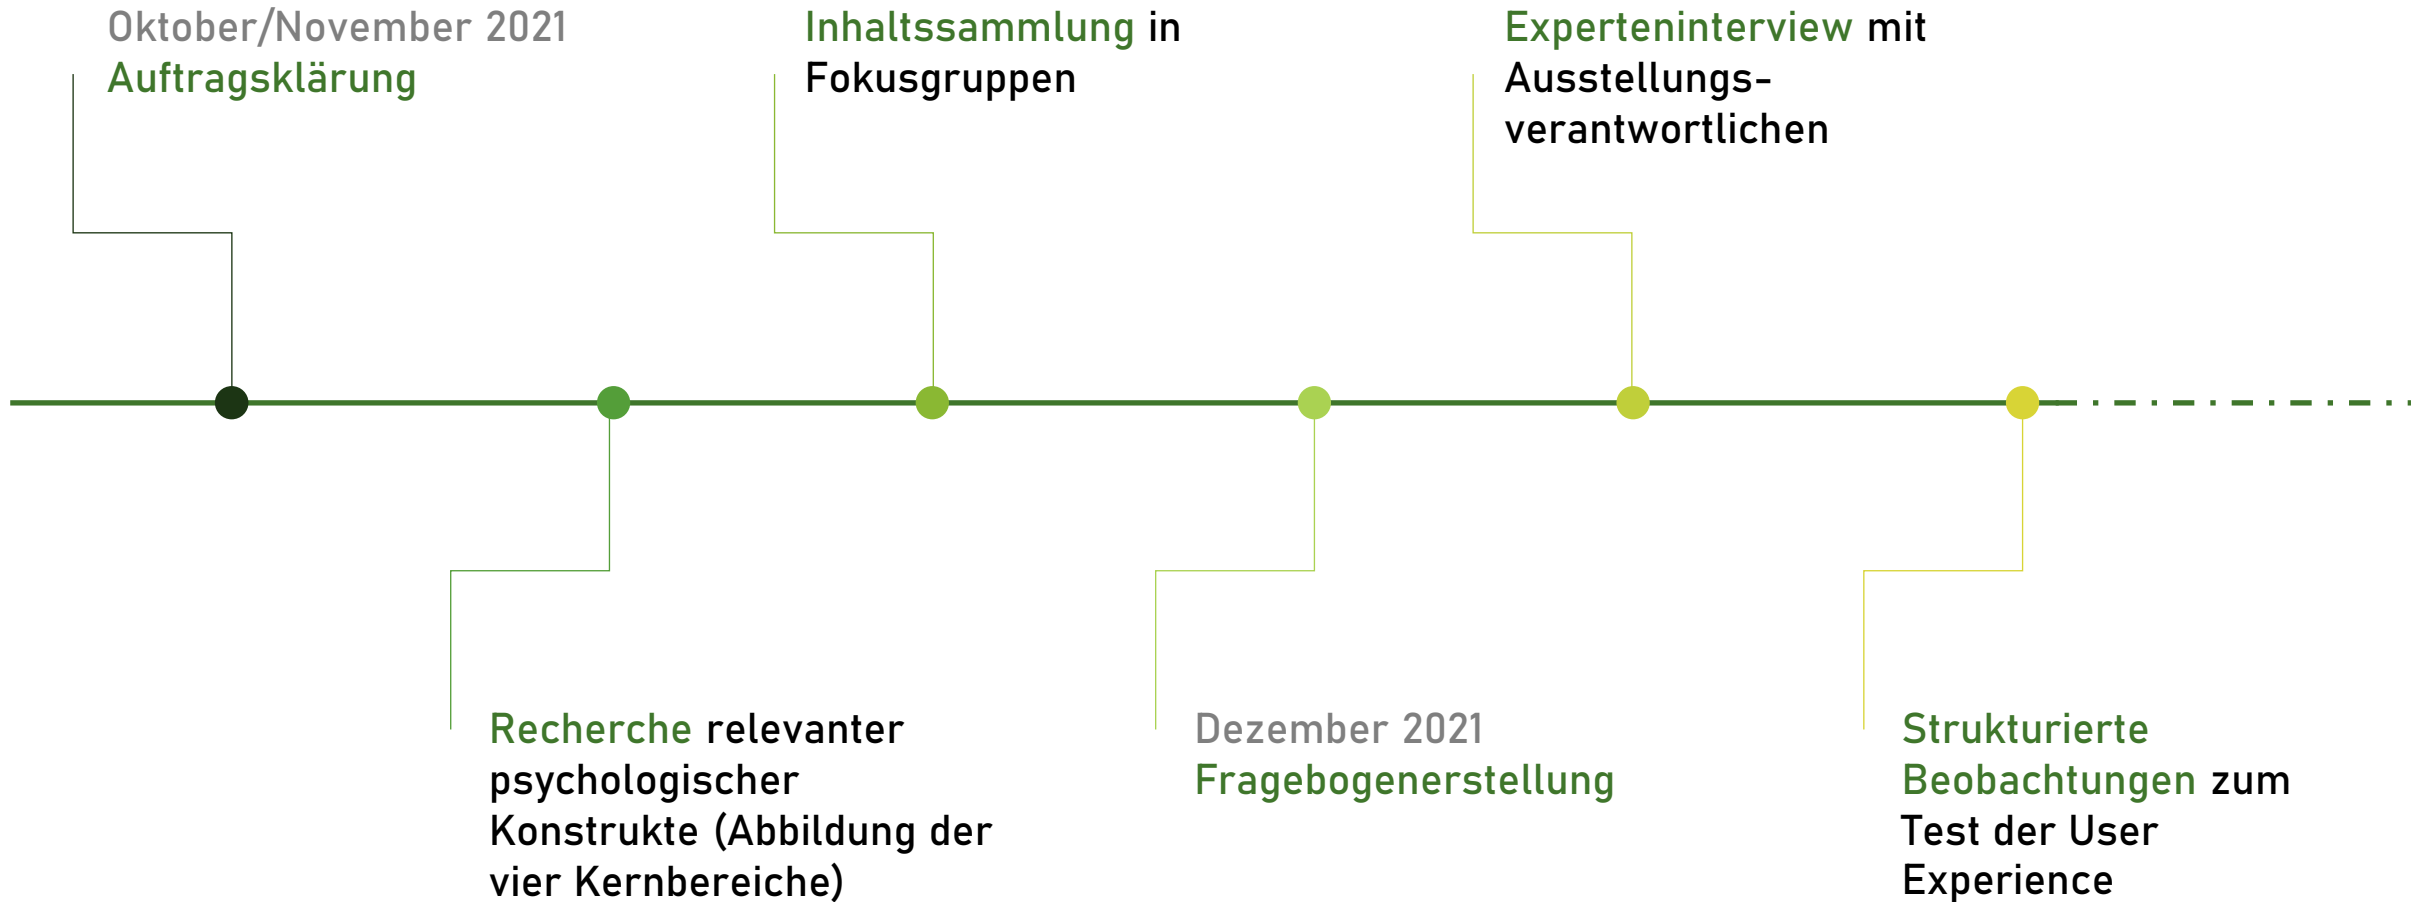 Oktober/November 2021
Auftragsklärung
Recherche relevanter
psychologischer
Konstrukte (Abbildung der
vier Kernbereiche)
Inhaltssammlung in
Fokusgruppen
Dezember 2021
Fragebogenerstellung
Experteninterview mit
Ausstellungs-
verantwortlichen
Strukturierte
Beobachtungen zum
Test der User
Experience